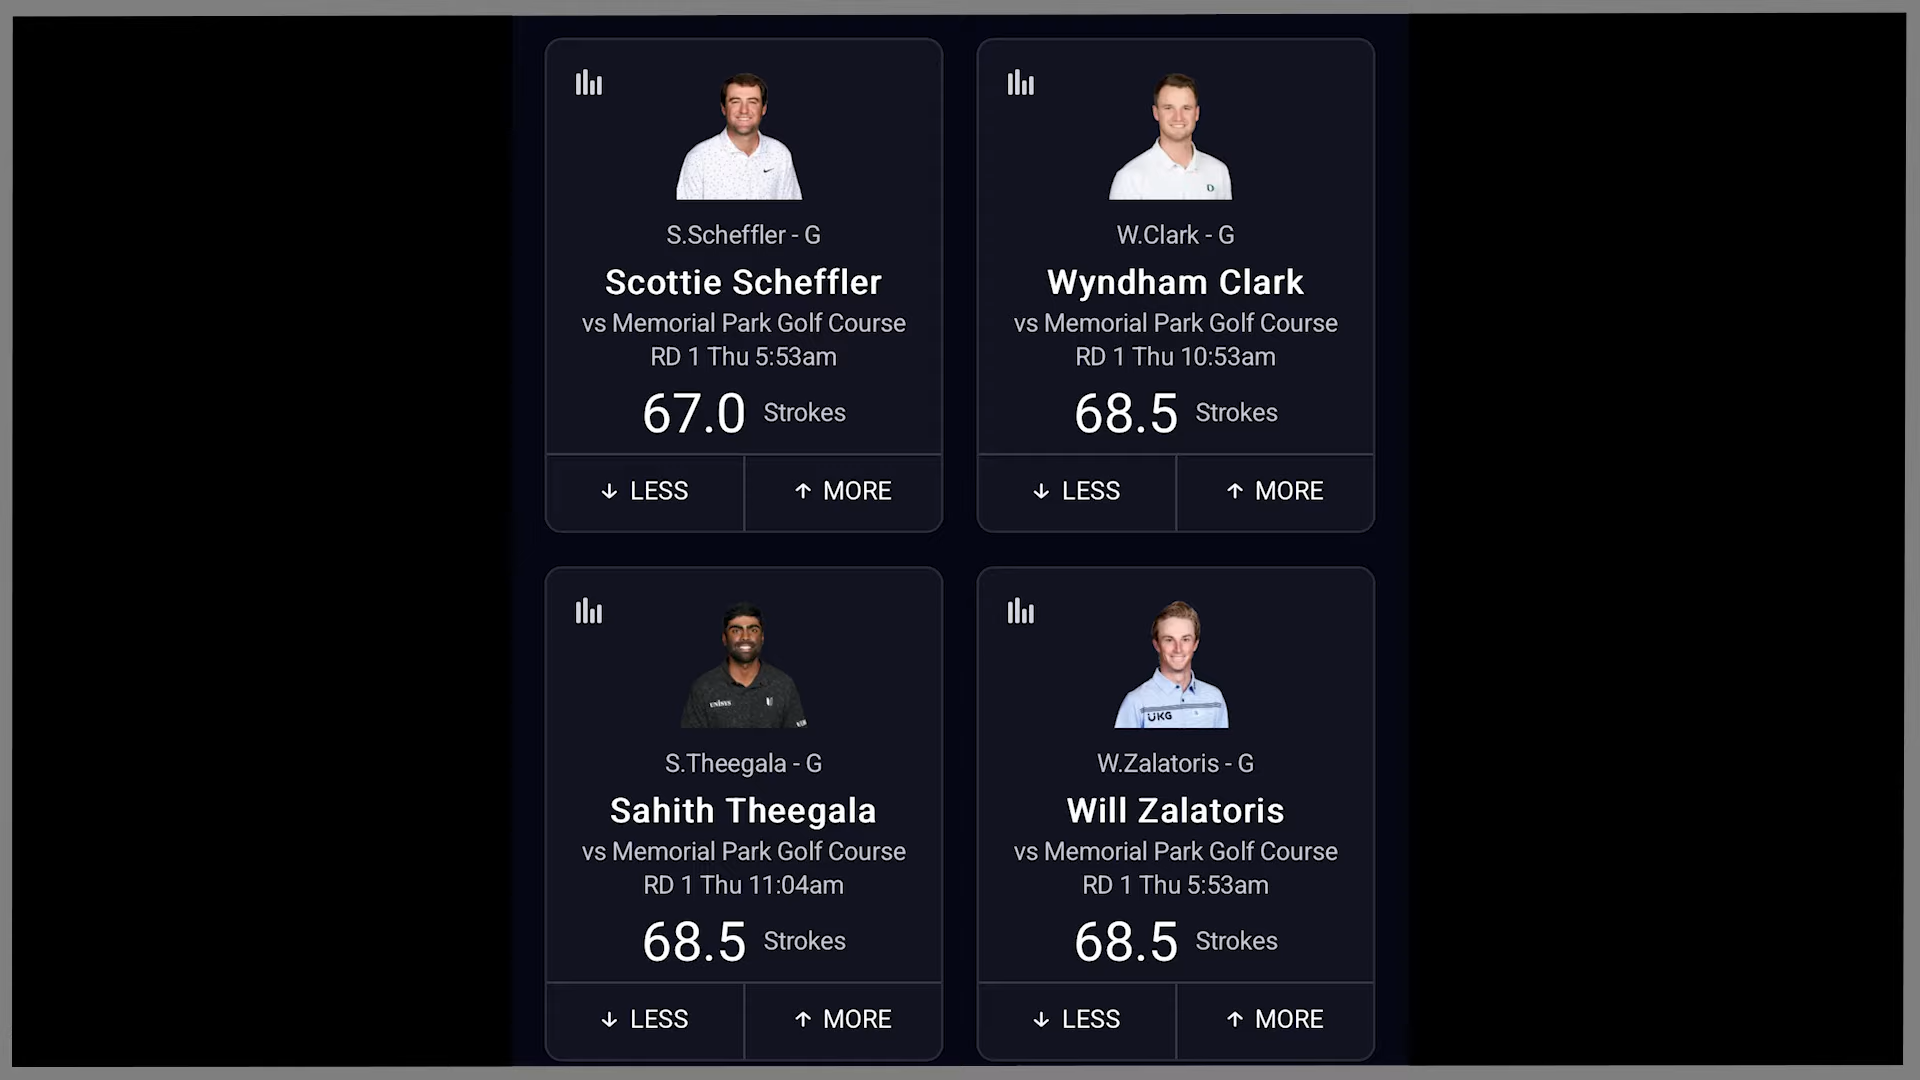 S.Scheffler - G
Scottie Scheffler
vs Memorial Park Golf Course
RD 1 Thu 5:53am
67.0 Strokes
↓ LESS ↑ MORE
W.Clark - G
Wyndham Clark
vs Memorial Park Golf Course
RD 1 Thu 10:53am
68.5 Strokes
↓ LESS ↑ MORE
UNISYS
S.Theegala - G
Sahith Theegala
vs Memorial Park Golf Course
RD 1 Thu 11:04am
68.5 Strokes
↓ LESS ↑ MORE
UKG
W.Zalatoris - G
Will Zalatoris
vs Memorial Park Golf Course
RD 1 Thu 5:53am
68.5 Strokes
↓ LESS ↑ MORE